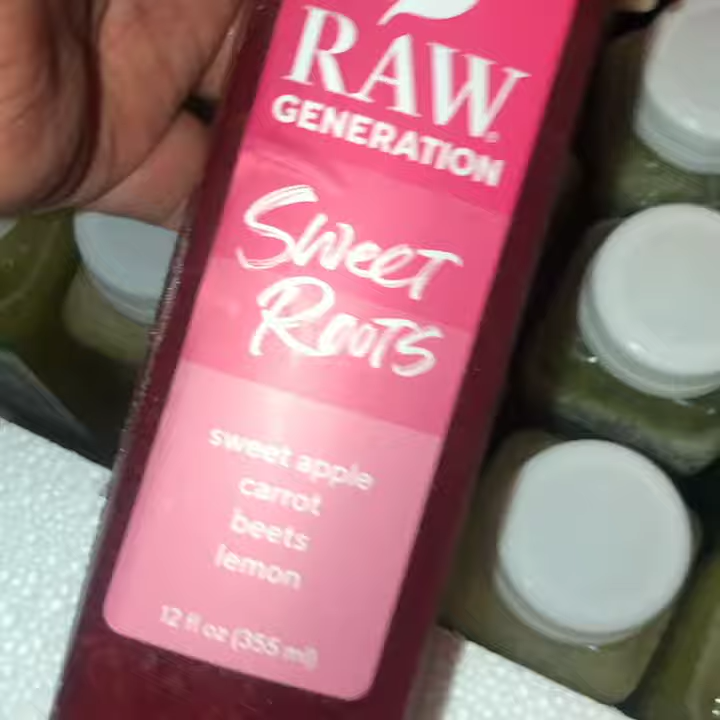 RAW
GENERATION
Sweet
Roots
sweet apple
carrot
beets
lemon
12 fl oz (355 ml)